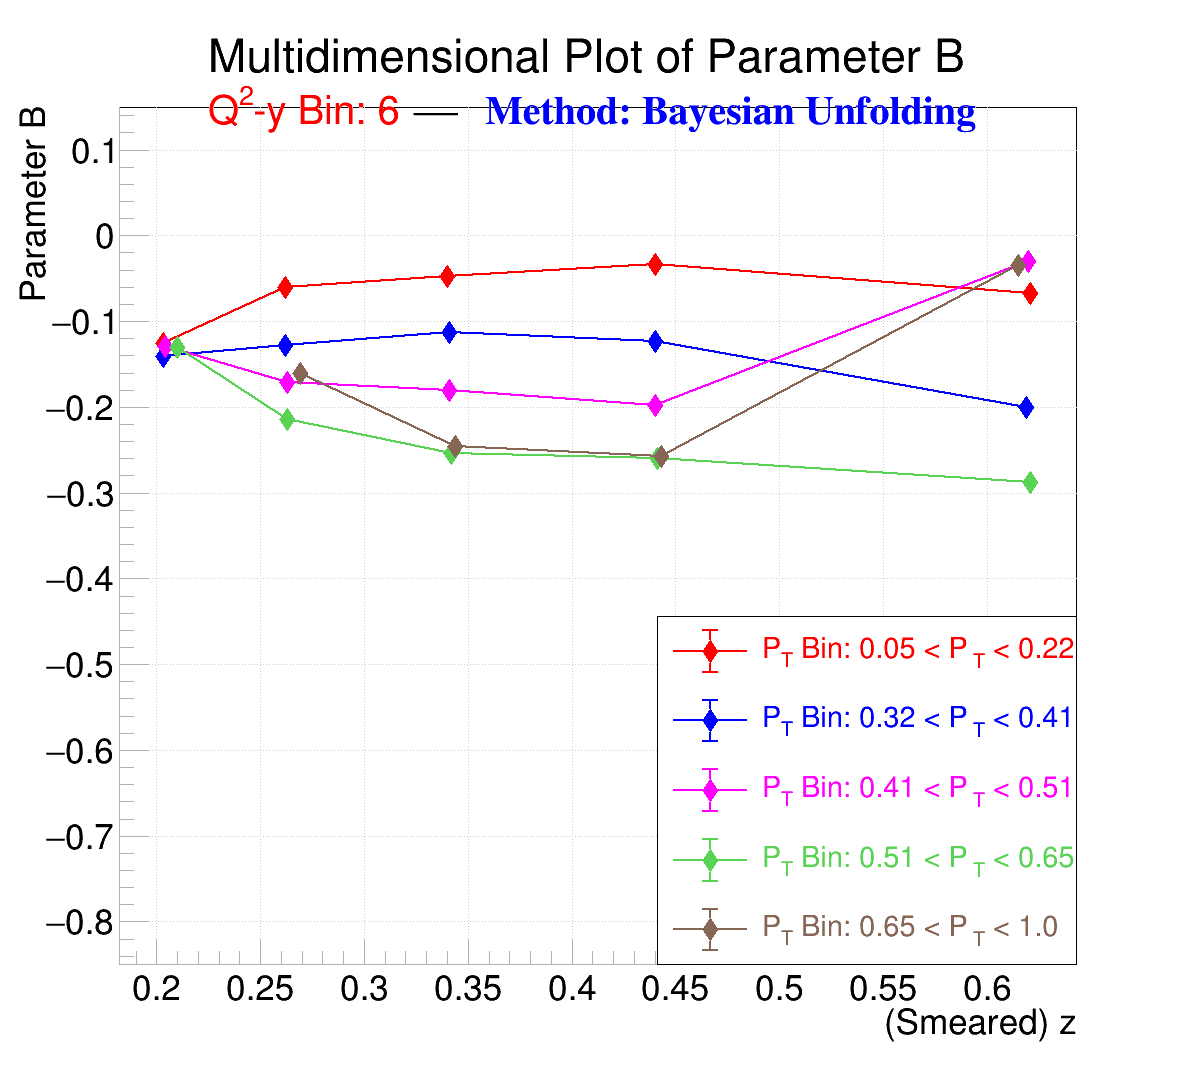 Multidimensional Plot of Parameter B
Q2-y Bin: 6 — Method: Bayesian Unfolding
Parameter B
0.1
0
−0.1
−0.2
−0.3
−0.4
−0.5
−0.6
−0.7
−0.8
PT Bin: 0.05 < PT < 0.22
PT Bin: 0.32 < PT < 0.41
PT Bin: 0.41 < PT < 0.51
PT Bin: 0.51 < PT < 0.65
PT Bin: 0.65 < PT < 1.0
0.2 0.25 0.3 0.35 0.4 0.45 0.5 0.55 0.6
(Smeared) z